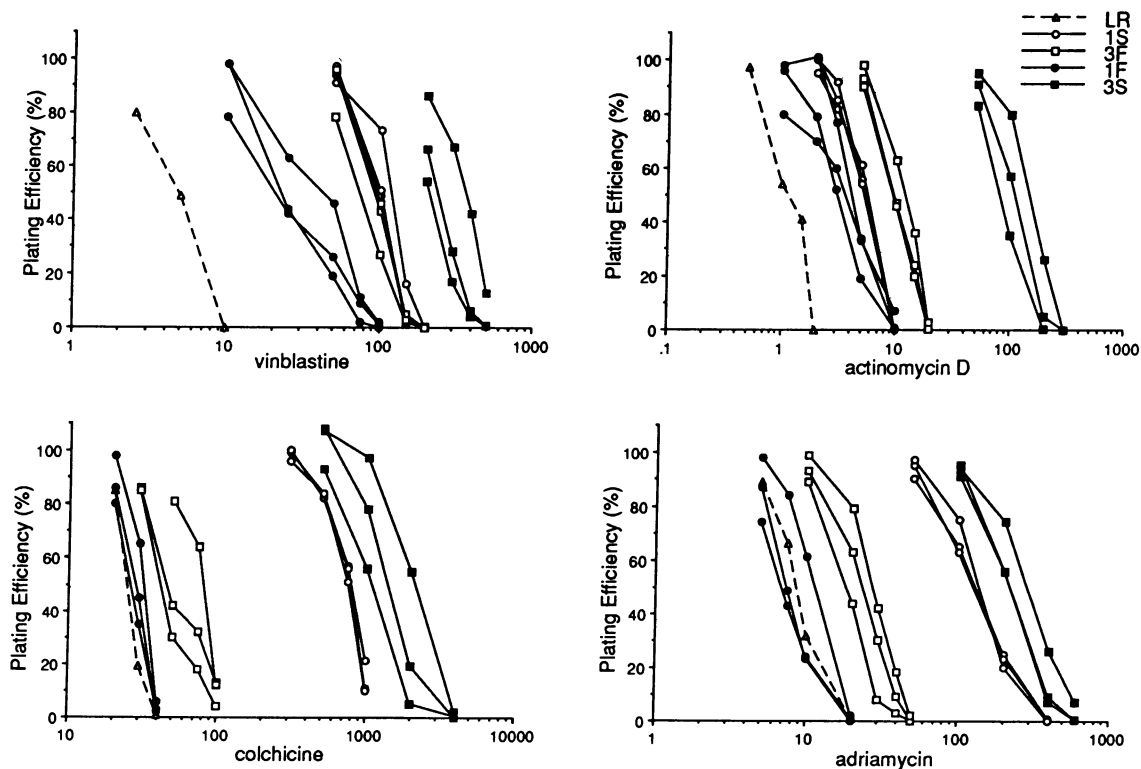 LR
1S
3F
1F
3S
Plating Efficiency (%)
100
80
60
40
20
0
1 10 100 1000
vinblastine
Plating Efficiency (%)
100
80
60
40
20
0
.1 1 10 100 1000
actinomycin D
Plating Efficiency (%)
100
80
60
40
20
0
10 100 1000 10000
colchicine
Plating Efficiency (%)
100
80
60
40
20
0
1 10 100 1000
adriamycin